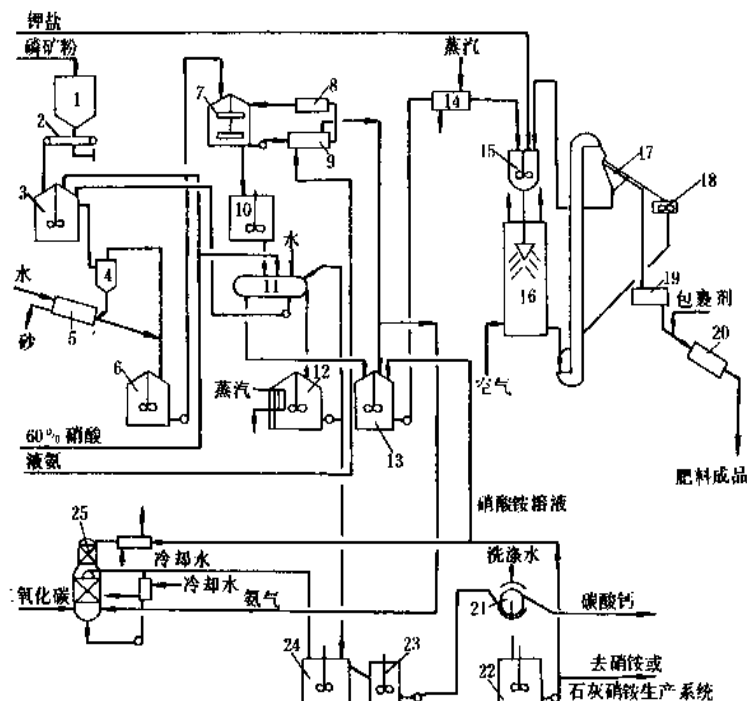 钾盐
磷矿粉
蒸汽
1
2
3
4
5
6
7
8
9
10
11
12
13
14
15
16
17
18
19
20
水
砂
水
蒸汽
空气
包裹剂
60%硝酸
液氨
肥料成品
硝酸铵溶液
25
冷却水
冷却水
二氧化碳
氨气
洗涤水
21
碳酸钙
24
23
22
去硝铵或
石灰硝铵生产系统